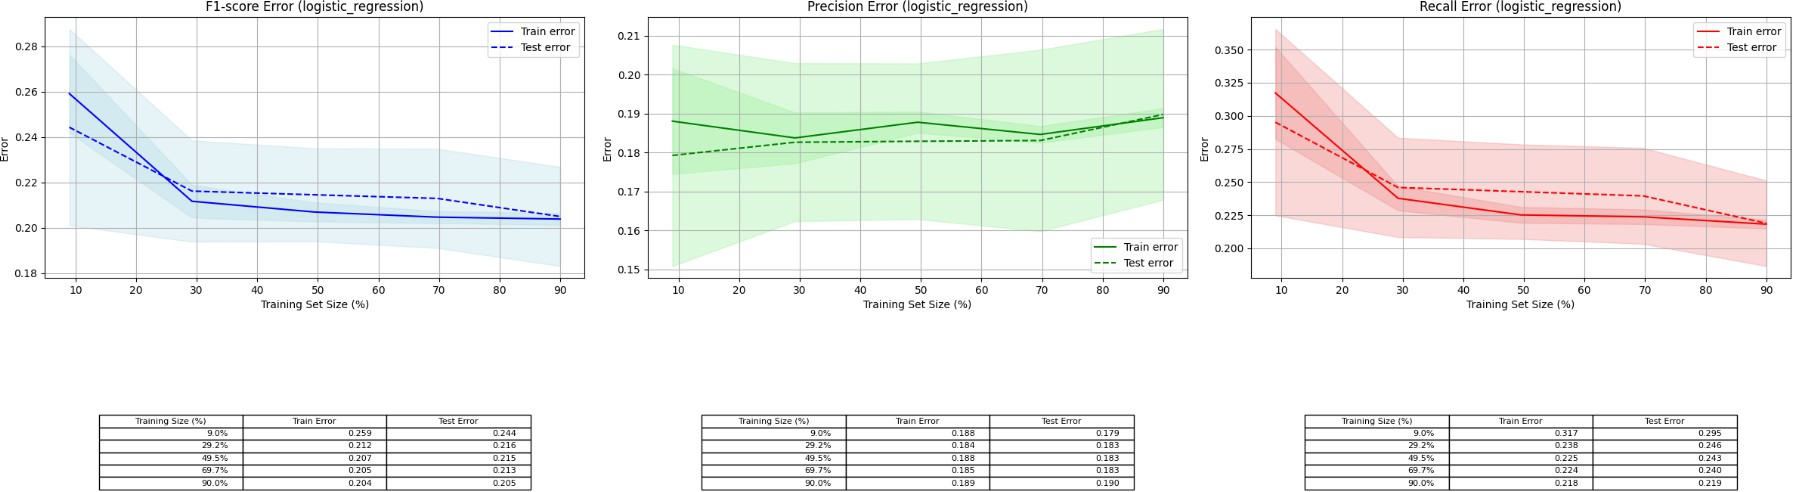 F1-score Error (logistic_regression)
Train error
Test error
0.28
0.26
0.24
0.22
0.20
0.18
Error
10 20 30 40 50 60 70 80 90
Training Set Size (%)
Precision Error (logistic_regression)
0.21
0.20
0.19
0.18
0.17
0.16
0.15
Error
Train error
Test error
10 20 30 40 50 60 70 80 90
Training Set Size (%)
Recall Error (logistic_regression)
Train error
Test error
0.350
0.325
0.300
0.275
0.250
0.225
0.200
Error
10 20 30 40 50 60 70 80 90
Training Set Size (%)
Training Size (%) Train Error Test Error
9.0% 0.259 0.244
29.2% 0.212 0.216
49.5% 0.207 0.215
69.7% 0.205 0.213
90.0% 0.204 0.205
Training Size (%) Train Error Test Error
9.0% 0.188 0.179
29.2% 0.184 0.183
49.5% 0.188 0.183
69.7% 0.185 0.183
90.0% 0.189 0.190
Training Size (%) Train Error Test Error
9.0% 0.317 0.295
29.2% 0.238 0.246
49.5% 0.225 0.243
69.7% 0.224 0.240
90.0% 0.218 0.219